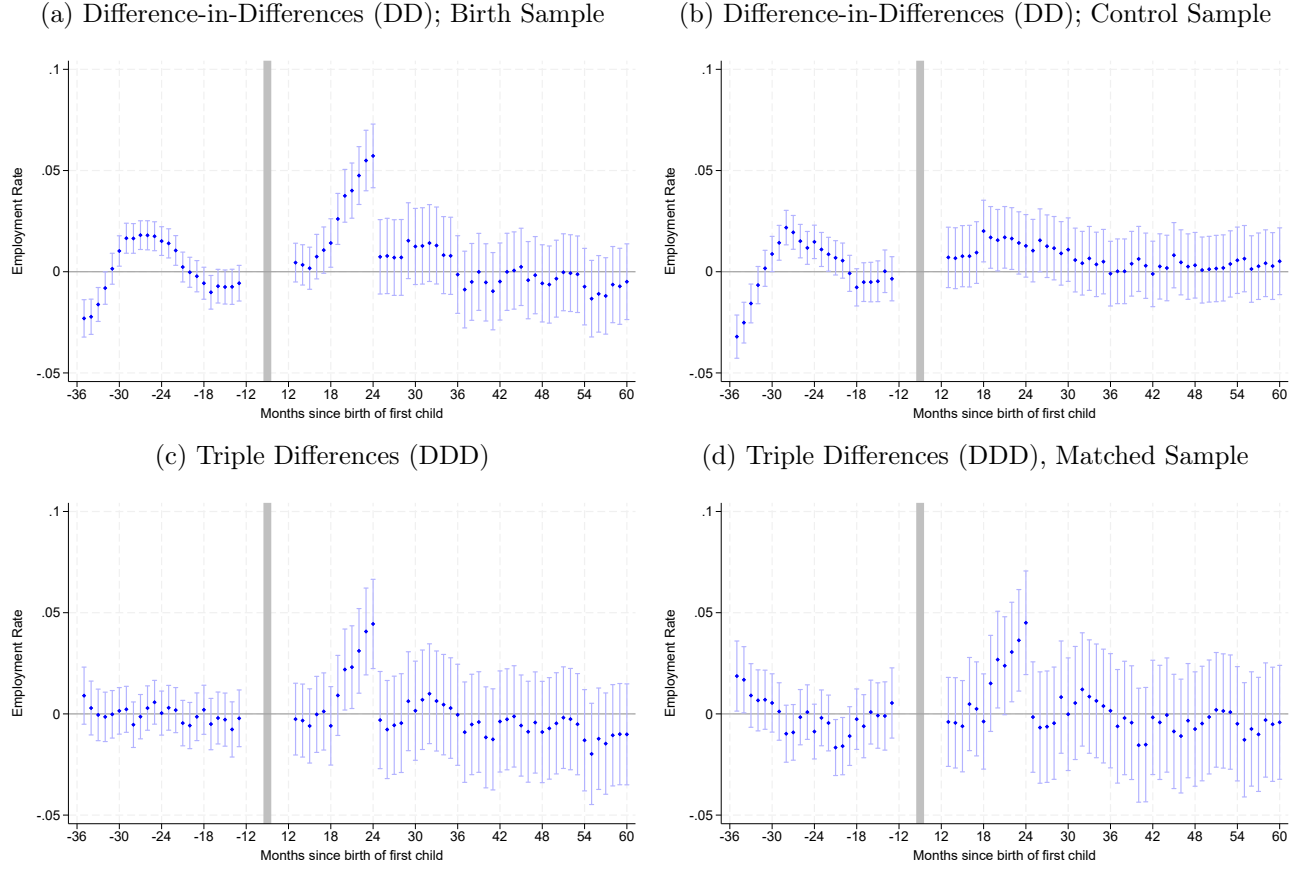 (a) Difference-in-Differences (DD); Birth Sample
.1
.05
0
-.05
Employment Rate
-36 -30 -24 -18 -12 12 18 24 30 36 42 48 54 60
Months since birth of first child
(b) Difference-in-Differences (DD); Control Sample
.1
.05
0
-.05
Employment Rate
-36 -30 -24 -18 -12 12 18 24 30 36 42 48 54 60
Months since birth of first child
(c) Triple Differences (DDD)
.1
.05
0
-.05
Employment Rate
-36 -30 -24 -18 -12 12 18 24 30 36 42 48 54 60
Months since birth of first child
(d) Triple Differences (DDD), Matched Sample
.1
.05
0
-.05
Employment Rate
-36 -30 -24 -18 -12 12 18 24 30 36 42 48 54 60
Months since birth of first child